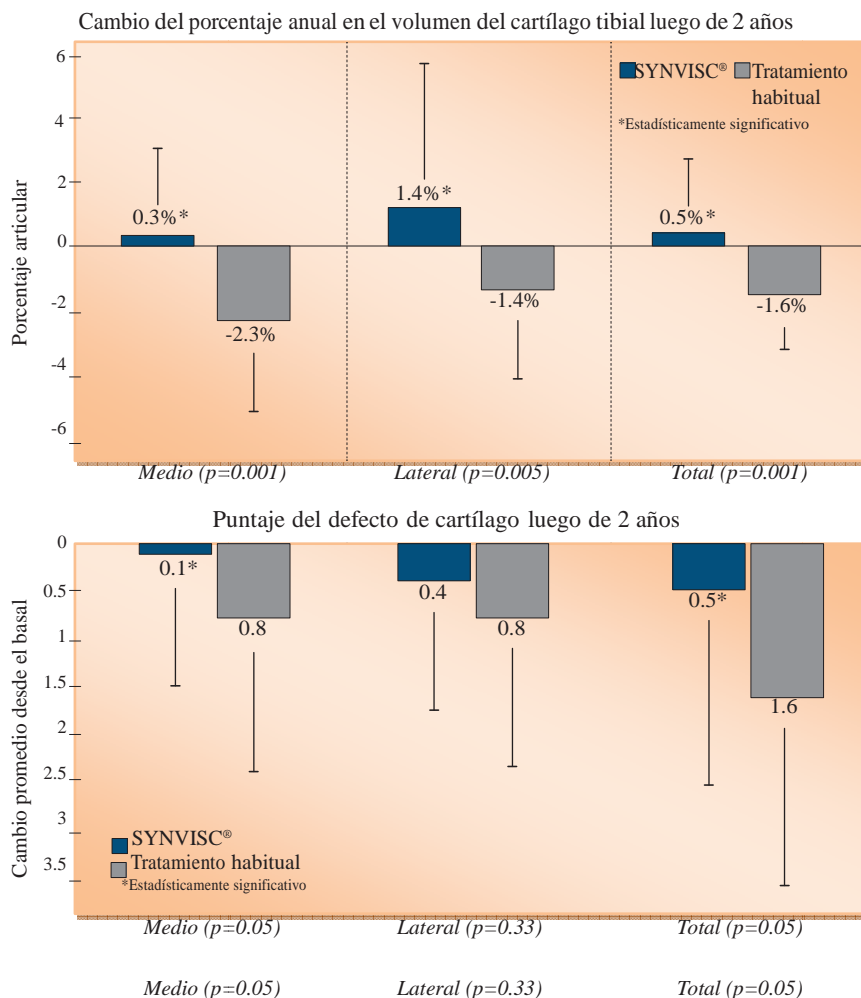 Cambio del porcentaje anual en el volumen del cartílago tibial luego de 2 años
Porcentaje articular
6
4
2
0
-2
-4
-6
SYNVISC® Tratamiento
habitual
*Estadísticamente significativo
0.3%*
-2.3%
1.4%*
-1.4%
0.5%*
-1.6%
Medio (p=0.001) Lateral (p=0.005) Total (p=0.001)
Puntaje del defecto de cartílago luego de 2 años
Cambio promedio desde el basal
0
0.5
1
1.5
2
2.5
3
3.5
0.1*
0.8
0.4
0.8
0.5*
1.6
SYNVISC®
Tratamiento habitual
*Estadísticamente significativo
Medio (p=0.05) Lateral (p=0.33) Total (p=0.05)
Medio (p=0.05) Lateral (p=0.33) Total (p=0.05)